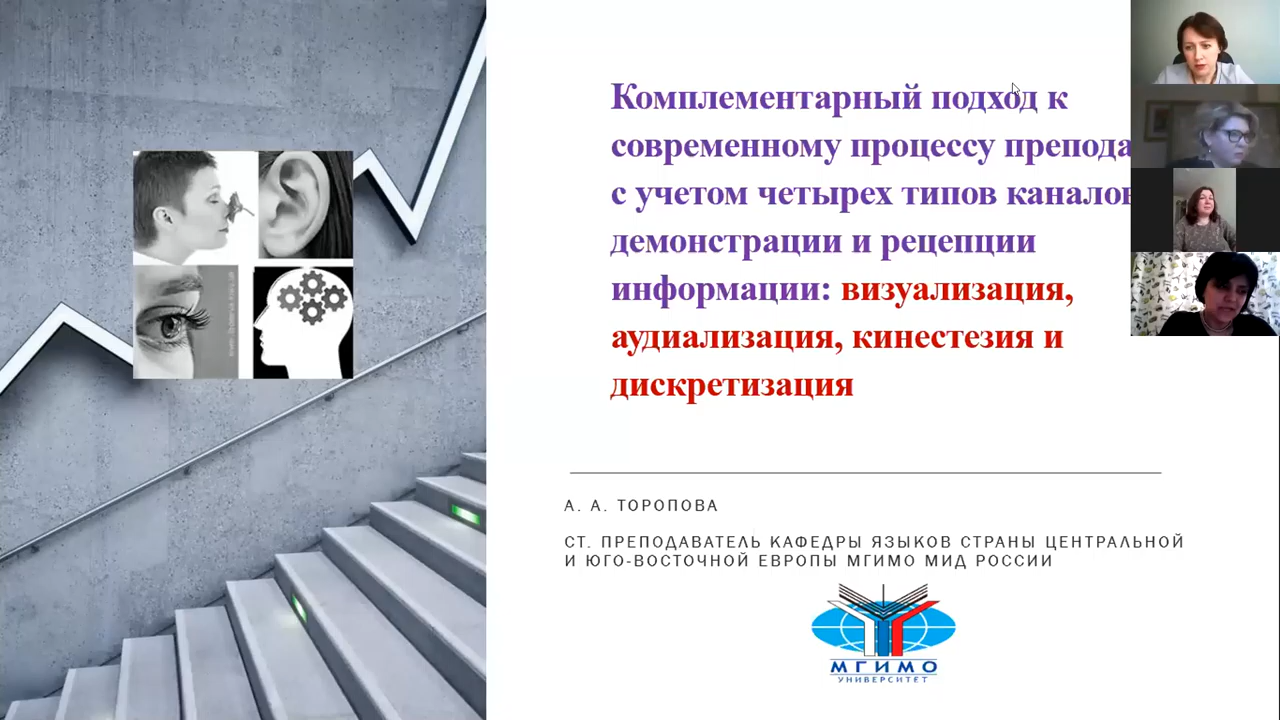 Комплементарный подход к
современному процессу препода
с учетом четырех типов каналов
демонстрации и рецепции
информации: визуализация,
аудиализация, кинестезия и
дискретизация
А. А. ТОРОПОВА
СТ. ПРЕПОДАВАТЕЛЬ КАФЕДРЫ ЯЗЫКОВ СТРАНЫ ЦЕНТРАЛЬНОЙ
И ЮГО-ВОСТОЧНОЙ ЕВРОПЫ МГИМО МИД РОССИИ
МГИМО
УНИВЕРСИТЕТ